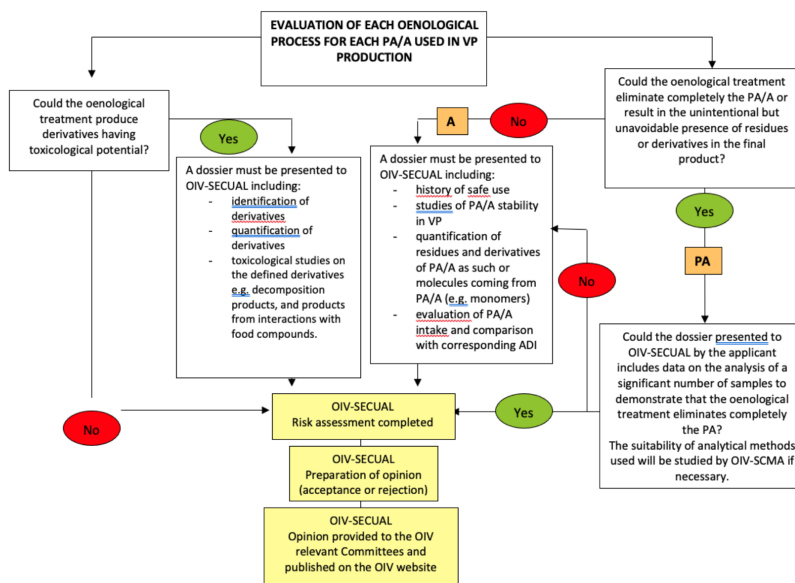 EVALUATION OF EACH OENOLOGICAL
PROCESS FOR EACH PA/A USED IN VP
PRODUCTION
Could the oenological
treatment produce
derivatives having
toxicological potential?
Yes
A dossier must be presented to
OIV-SECUAL including:
- identification of
derivatives
- quantification of
derivatives
- toxicological studies on
the defined derivatives
e.g. decomposition
products, and products
from interactions with
food compounds.
No
A
No
A dossier must be presented to
OIV-SECUAL including:
- history of safe use
- studies of PA/A stability
in VP
- quantification of
residues and derivatives
of PA/A as such or
molecules coming from
PA/A (e.g. monomers)
- evaluation of PA/A
intake and comparison
with corresponding ADI
Could the oenological treatment
eliminate completely the PA/A or
result in the unintentional but
unavoidable presence of residues
or derivatives in the final
product?
Yes
PA
No
Could the dossier presented to
OIV-SECUAL by the applicant
includes data on the analysis of a
significant number of samples to
demonstrate that the oenological
treatment eliminates completely
the PA?
The suitability of analytical methods
used will be studied by OIV-SCMA if
necessary.
Yes
OIV-SECUAL
Risk assessment completed
OIV-SECUAL
Preparation of opinion
(acceptance or rejection)
OIV-SECUAL
Opinion provided to the OIV
relevant Committees and
published on the OIV website